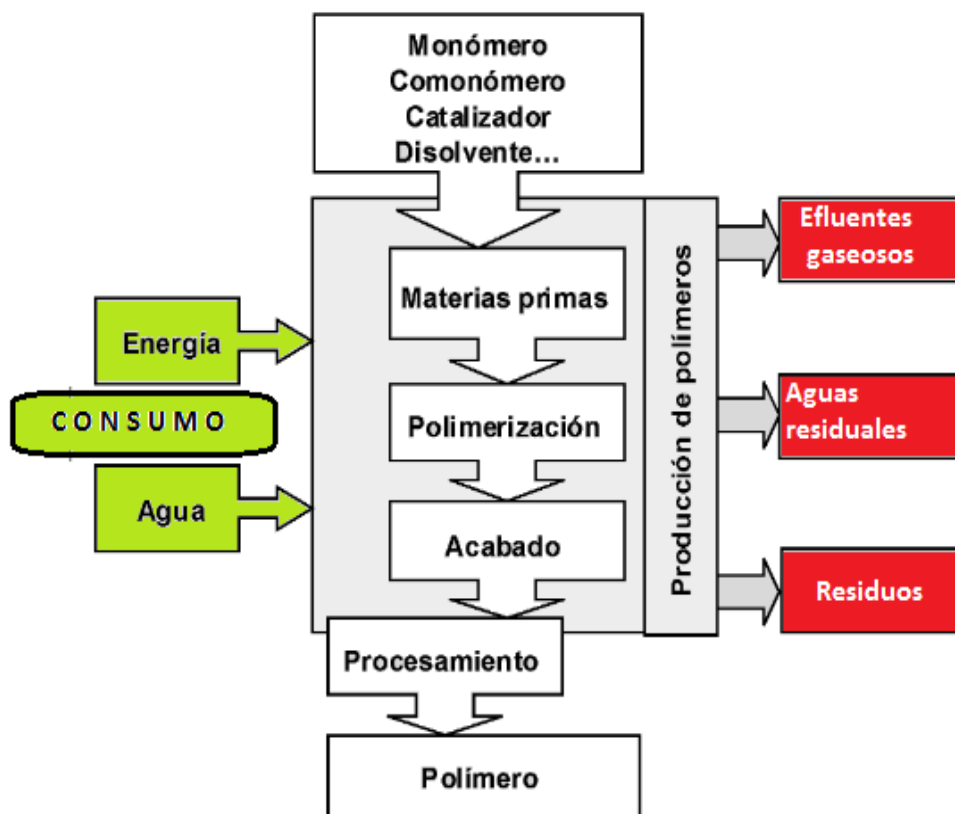 Monómero
Comonómero
Catalizador
Disolvente...
Materias primas
Polimerización
Acabado
Procesamiento
Polímero
Energía
CONSUMO
Agua
Producción de polímeros
Efluentes
gaseosos
Aguas
residuales
Residuos